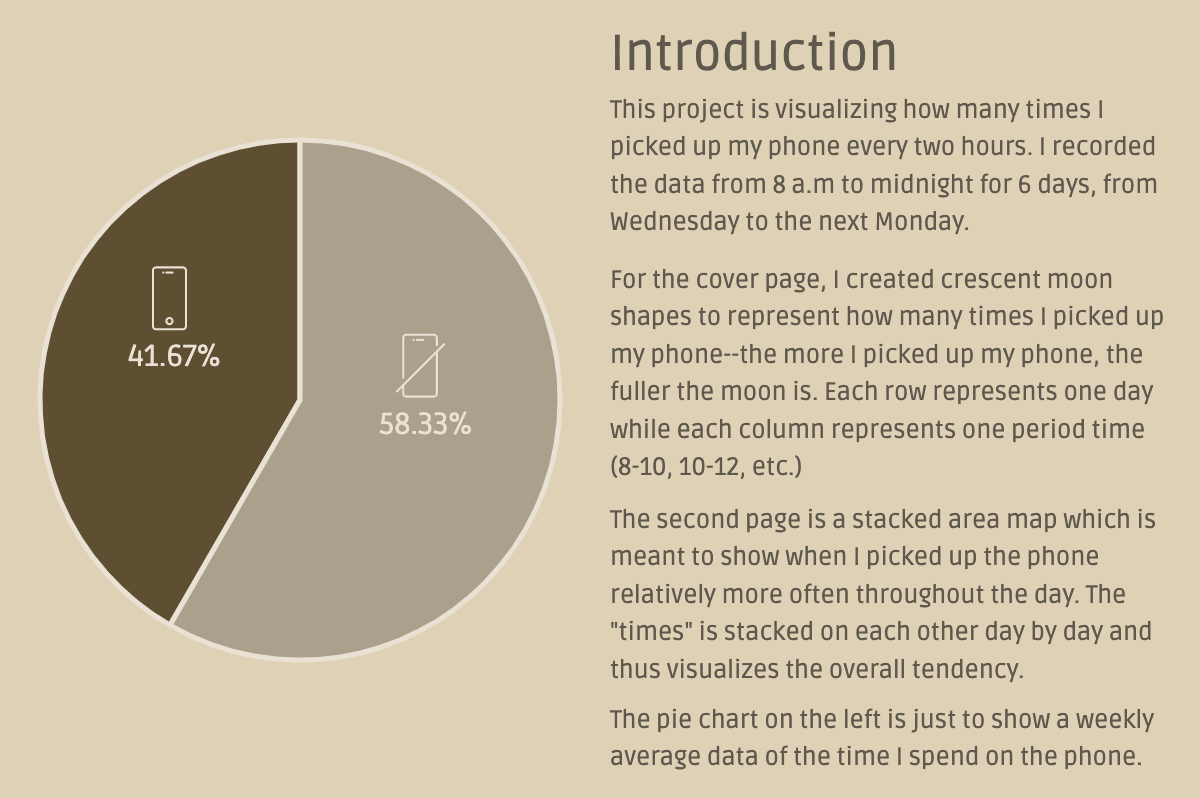 Introduction
This project is visualizing how many times I
picked up my phone every two hours. I recorded
the data from 8 a.m to midnight for 6 days, from
Wednesday to the next Monday.
For the cover page, I created crescent moon
shapes to represent how many times I picked up
my phone--the more I picked up my phone, the
fuller the moon is. Each row represents one day
while each column represents one period time
(8-10, 10-12, etc.)
The second page is a stacked area map which is
meant to show when I picked up the phone
relatively more often throughout the day. The
"times" is stacked on each other day by day and
thus visualizes the overall tendency.
The pie chart on the left is just to show a weekly
average data of the time I spend on the phone.
41.67%
58.33%